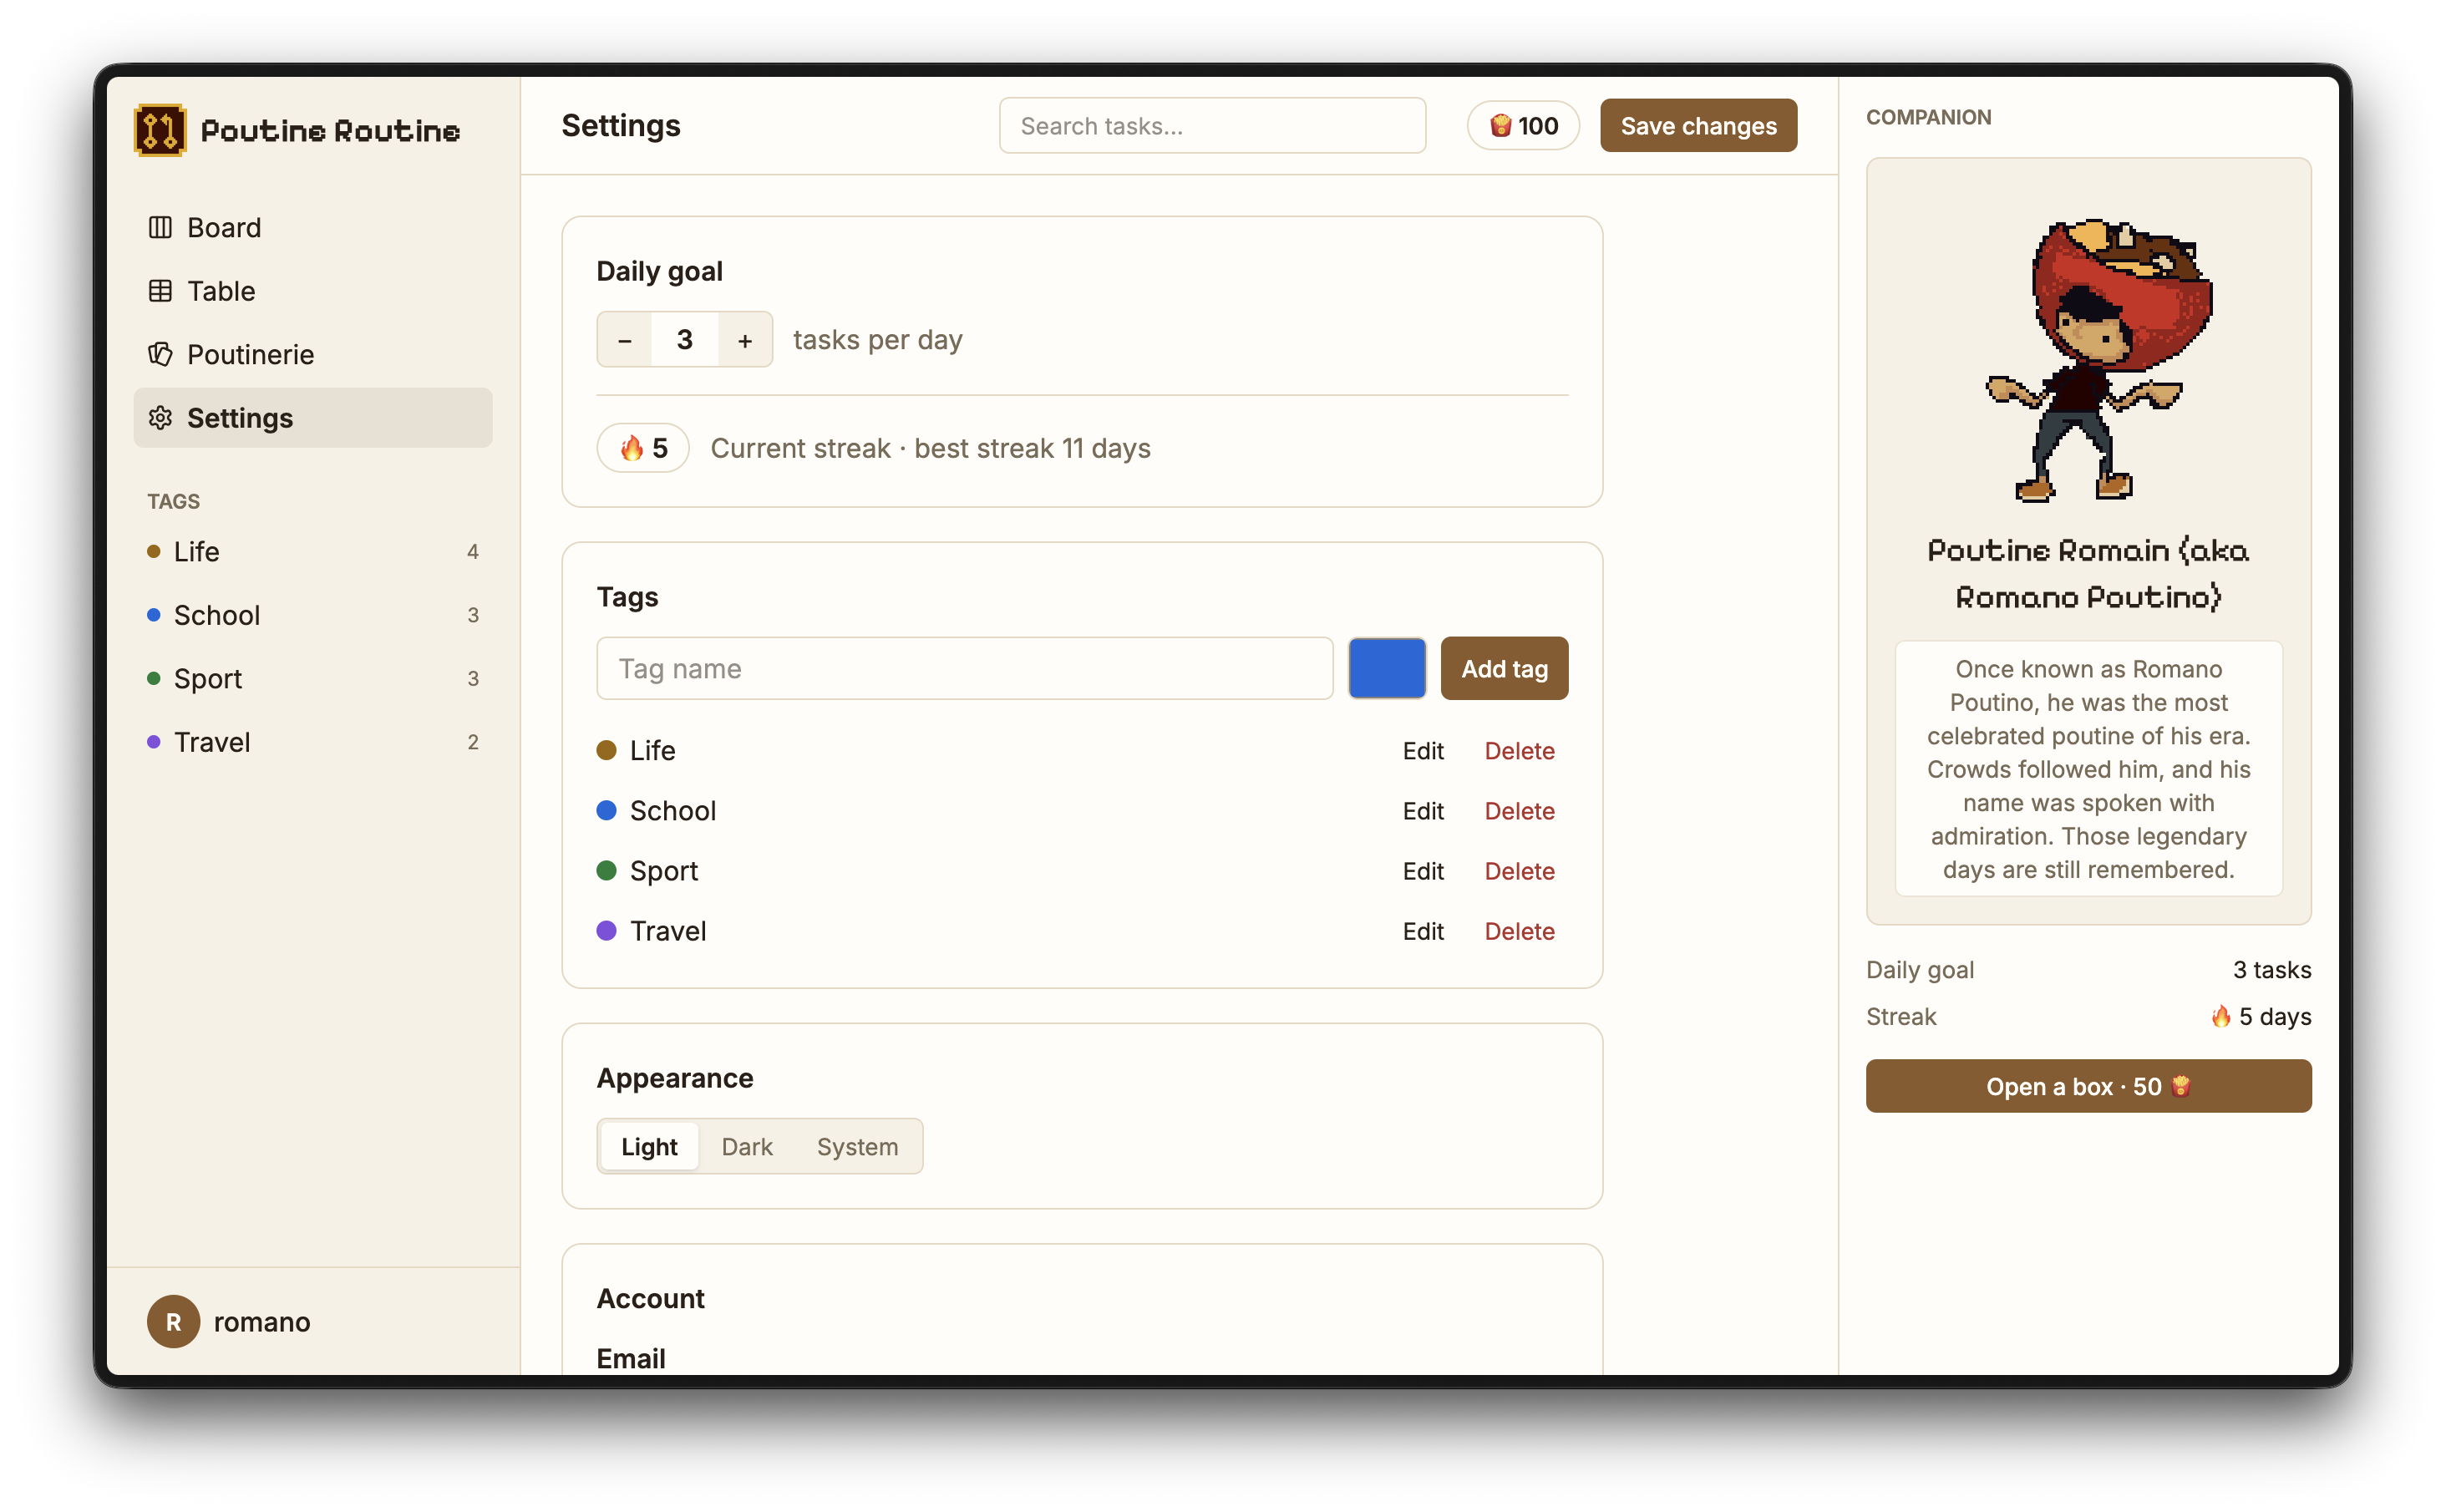 Poutine Routine
Board
Table
Poutinerie
Settings
TAGS
Life 4
School 3
Sport 3
Travel 2
R romano
Settings
Search tasks...
100
Save changes
Daily goal
− 3 + tasks per day
5 Current streak · best streak 11 days
Tags
Tag name
Add tag
Life Edit Delete
School Edit Delete
Sport Edit Delete
Travel Edit Delete
Appearance
Light Dark System
Account
Email
COMPANION
Poutine Romain (aka
Romano Poutino)
Once known as Romano
Poutino, he was the most
celebrated poutine of his era.
Crowds followed him, and his
name was spoken with
admiration. Those legendary
days are still remembered.
Daily goal 3 tasks
Streak 🔥 5 days
Open a box · 50 🍟